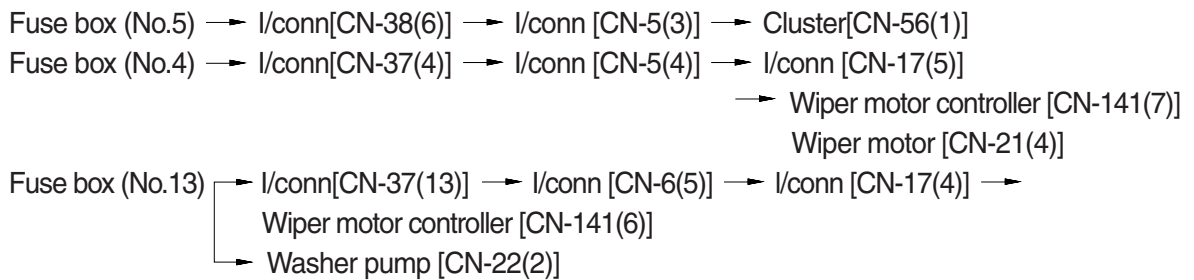 Fuse box (No.5) → I/conn[CN-38(6)] → I/conn [CN-5(3)] → Cluster[CN-56(1)]
Fuse box (No.4) → I/conn[CN-37(4)] → I/conn [CN-5(4)] → I/conn [CN-17(5)]
→ Wiper motor controller [CN-141(7)]
Wiper motor [CN-21(4)]
Fuse box (No.13) → I/conn[CN-37(13)] → I/conn [CN-6(5)] → I/conn [CN-17(4)] →
Wiper motor controller [CN-141(6)]
→ Washer pump [CN-22(2)]